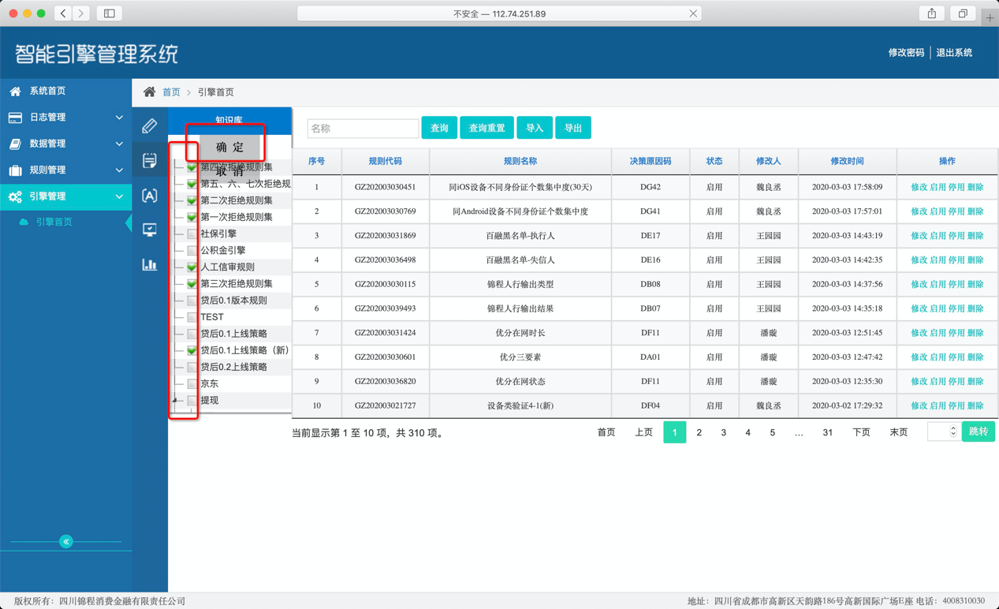 不安全 — 112.74.251.89
智能引擎管理系统
修改密码 退出系统
系统首页
日志管理
数据管理
规则管理
引擎管理
引擎首页
首页 > 引擎首页
知识库
确 定
取 消
第四次拒绝规则集
第五、六、七次拒绝规
第二次拒绝规则集
第一次拒绝规则集
社保引擎
公积金引擎
人工信审规则
第三次拒绝规则集
贷后0.1版本规则
TEST
贷后0.1上线策略
贷后0.1上线策略（新）
贷后0.2上线策略
京东
提现
名称 查询 查询重置 导入 导出
序号 规则代码 规则名称 决策原因码 状态 修改人 修改时间 操作
1 GZ202003030451 同iOS设备不同身份证个数集中度(30天) DG42 启用 魏良丞 2020-03-03 17:58:09 修改 启用 停用 删除
2 GZ202003030769 同Android设备不同身份证个数集中度 DG41 启用 魏良丞 2020-03-03 17:57:01 修改 启用 停用 删除
3 GZ202003031869 百融黑名单-执行人 DE17 启用 王园园 2020-03-03 14:43:19 修改 启用 停用 删除
4 GZ202003036498 百融黑名单-失信人 DE16 启用 王园园 2020-03-03 14:42:35 修改 启用 停用 删除
5 GZ202003030115 锦程人行输出类型 DB08 启用 王园园 2020-03-03 14:37:56 修改 启用 停用 删除
6 GZ202003039493 锦程人行输出结果 DB07 启用 王园园 2020-03-03 14:35:18 修改 启用 停用 删除
7 GZ202003031424 优分在网时长 DF11 启用 潘璇 2020-03-03 12:51:45 修改 启用 停用 删除
8 GZ202003030601 优分三要素 DA01 启用 潘璇 2020-03-03 12:47:42 修改 启用 停用 删除
9 GZ202003036820 优分在网状态 DF11 启用 潘璇 2020-03-03 12:35:30 修改 启用 停用 删除
10 GZ202003021727 设备类验证4-1(新) DF04 启用 魏良丞 2020-03-02 17:29:32 修改 启用 停用 删除
当前显示第 1 至 10 项，共 310 项。 首页 上页 1 2 3 4 5 … 31 下页 末页 跳转
版权所有：四川锦程消费金融有限责任公司 地址：四川省成都市高新区天韵路186号高新国际广场E座 电话：4008310030